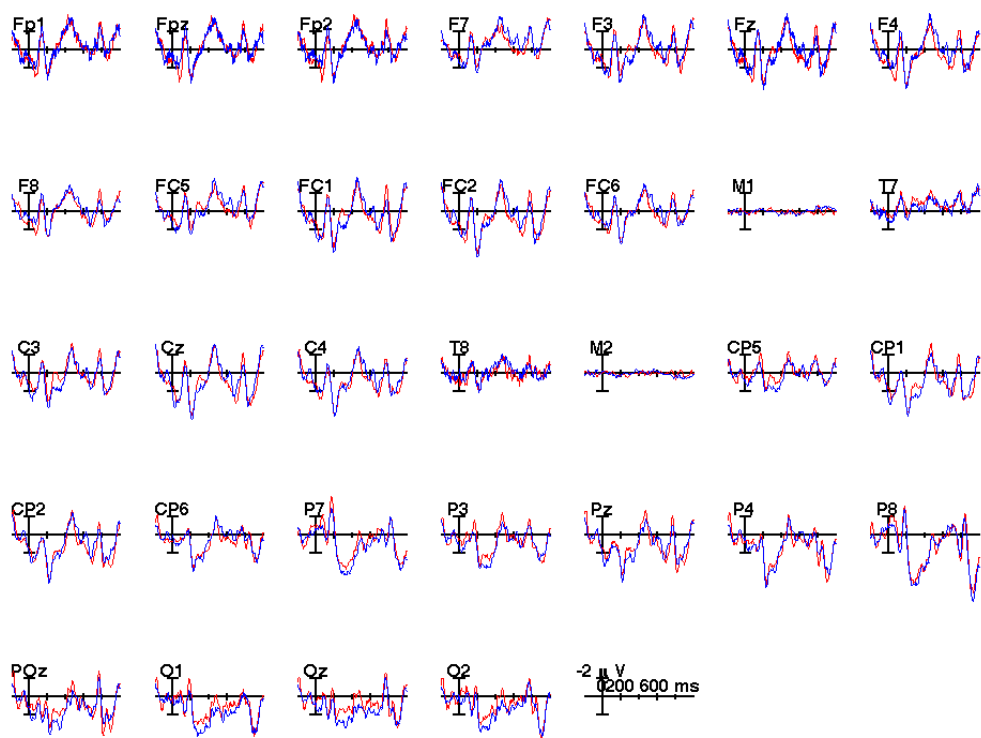 Fp1 Fpz Fp2 F7 F3 Fz F4
F8 FC5 FC1 FC2 FC6 M1 T7
C3 Cz C4 T8 M2 CP5 CP1
CP2 CP6 P7 P3 Pz P4 P8
POz O1 Oz O2 -2 µ V
0200 600 ms